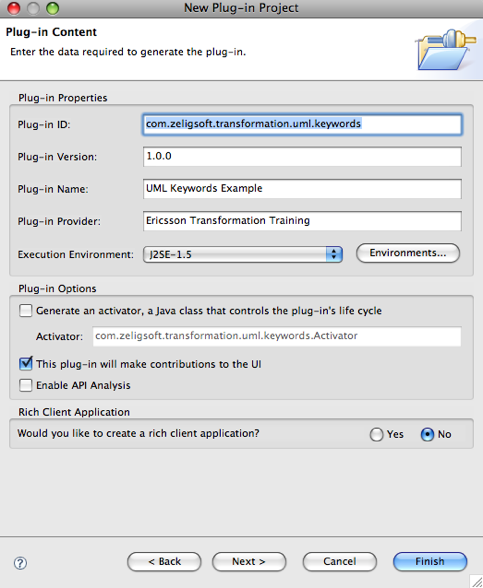 New Plug-in Project
Plug-in Content
Enter the data required to generate the plug-in.
Plug-in Properties
Plug-in ID: com.zeligsoft.transformation.uml.keywords
Plug-in Version: 1.0.0
Plug-in Name: UML Keywords Example
Plug-in Provider: Ericsson Transformation Training
Execution Environment: J2SE-1.5 Environments...
Plug-in Options
Generate an activator, a Java class that controls the plug-in's life cycle
Activator: com.zeligsoft.transformation.uml.keywords.Activator
This plug-in will make contributions to the UI
Enable API Analysis
Rich Client Application
Would you like to create a rich client application? Yes No
? < Back Next > Cancel Finish